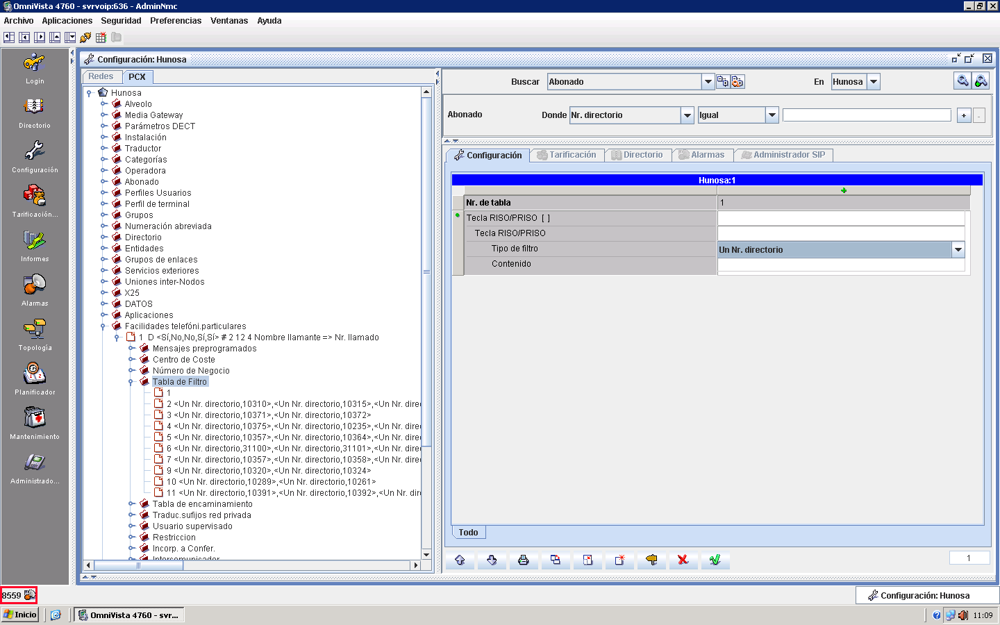 OmniVista 4760 - svrvoip:636 - AdminNmc
Archivo Aplicaciones Seguridad Preferencias Ventanas Ayuda
Login
Directorio
Configuración
Tarificación...
Informes
Alarmas
Topología
Planificador
Mantenimiento
Administrado...
Configuración: Hunosa
Redes PCX
Hunosa
Alveolo
Media Gateway
Parámetros DECT
Instalación
Traductor
Categorías
Operadora
Abonado
Perfiles Usuarios
Perfil de terminal
Grupos
Numeración abreviada
Directorio
Entidades
Grupos de enlaces
Servicios exteriores
Uniones inter-Nodos
X25
DATOS
Aplicaciones
Facilidades telefóni.particulares
1 D <Sí,No,No,Sí,Sí> # 2 12 4 Nombre llamante => Nr. llamado
Mensajes preprogramados
Centro de Coste
Número de Negocio
Tabla de Filtro
1
2 <Un Nr. directorio,10310>,<Un Nr. directorio,10315>,<Un Nr. dire
3 <Un Nr. directorio,10371>,<Un Nr. directorio,10372>
4 <Un Nr. directorio,10375>,<Un Nr. directorio,10235>,<Un Nr. dire
5 <Un Nr. directorio,10357>,<Un Nr. directorio,10364>,<Un Nr. dire
6 <Un Nr. directorio,31100>,<Un Nr. directorio,31101>,<Un Nr. dire
7 <Un Nr. directorio,10357>,<Un Nr. directorio,10358>,<Un Nr. dire
9 <Un Nr. directorio,10320>,<Un Nr. directorio,10324>
10 <Un Nr. directorio,10289>,<Un Nr. directorio,10261>
11 <Un Nr. directorio,10391>,<Un Nr. directorio,10392>,<Un Nr. dire
Tabla de encaminamiento
Traduc.sufijos red privada
Usuario supervisado
Restriccion
Incorp. a Confer.
Intercomunicador
Buscar Abonado En Hunosa
Abonado Donde Nr. directorio Igual + -
Configuración Tarificación Directorio Alarmas Administrador SIP
Hunosa:1
Nr. de tabla 1
Tecla RISO/PRISO [ ]
Tecla RISO/PRISO
Tipo de filtro Un Nr. directorio
Contenido
Todo
1
8559
Configuración: Hunosa
Inicio OmniVista 4760 - svr... 11:09